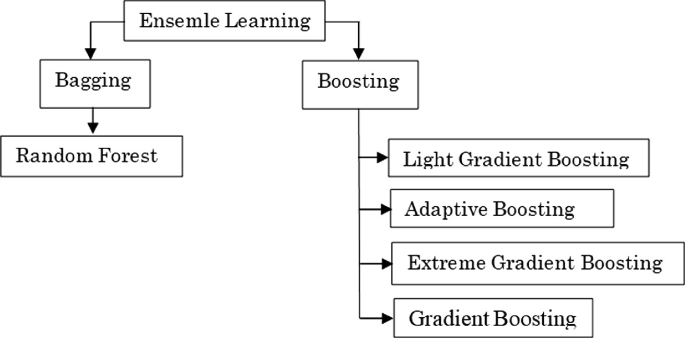 Ensemle Learning
Bagging
Boosting
Random Forest
Light Gradient Boosting
Adaptive Boosting
Extreme Gradient Boosting
Gradient Boosting